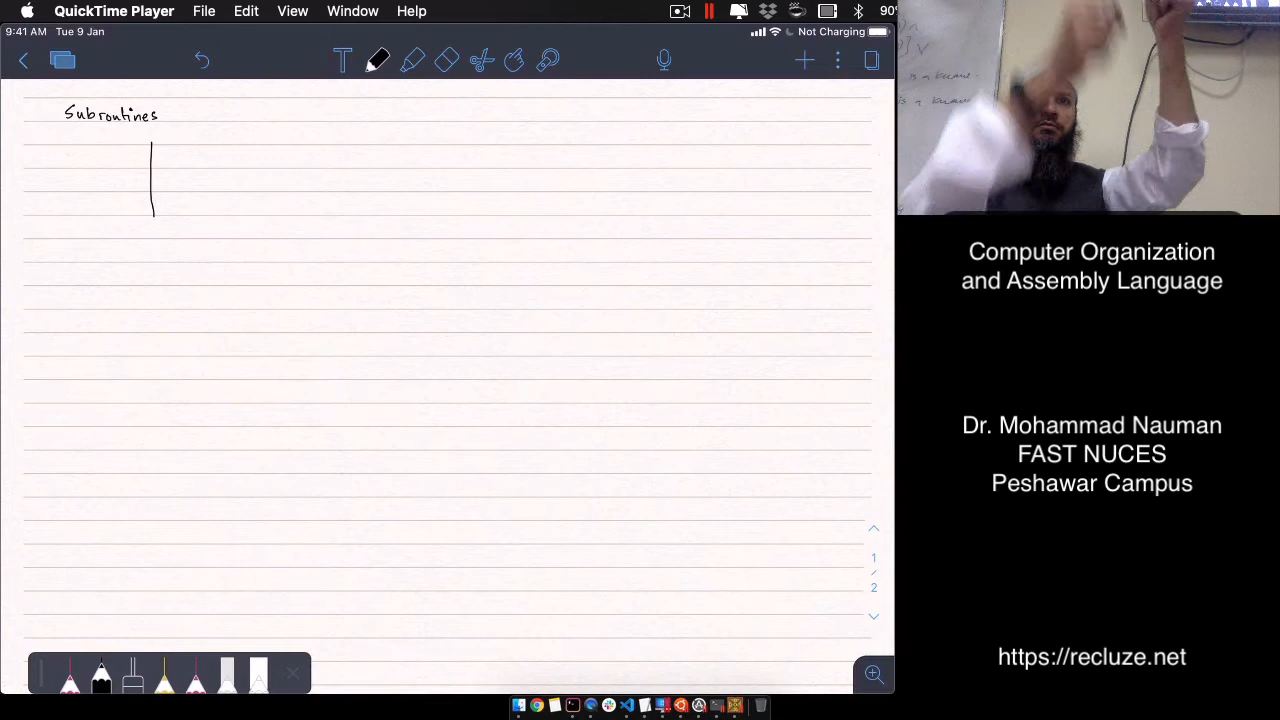 QuickTime Player File Edit View Window Help 90%
9:41 AM Tue 9 Jan Not Charging
Subroutines
1
2
Computer Organization
and Assembly Language
Dr. Mohammad Nauman
FAST NUCES
Peshawar Campus
https://recluze.net